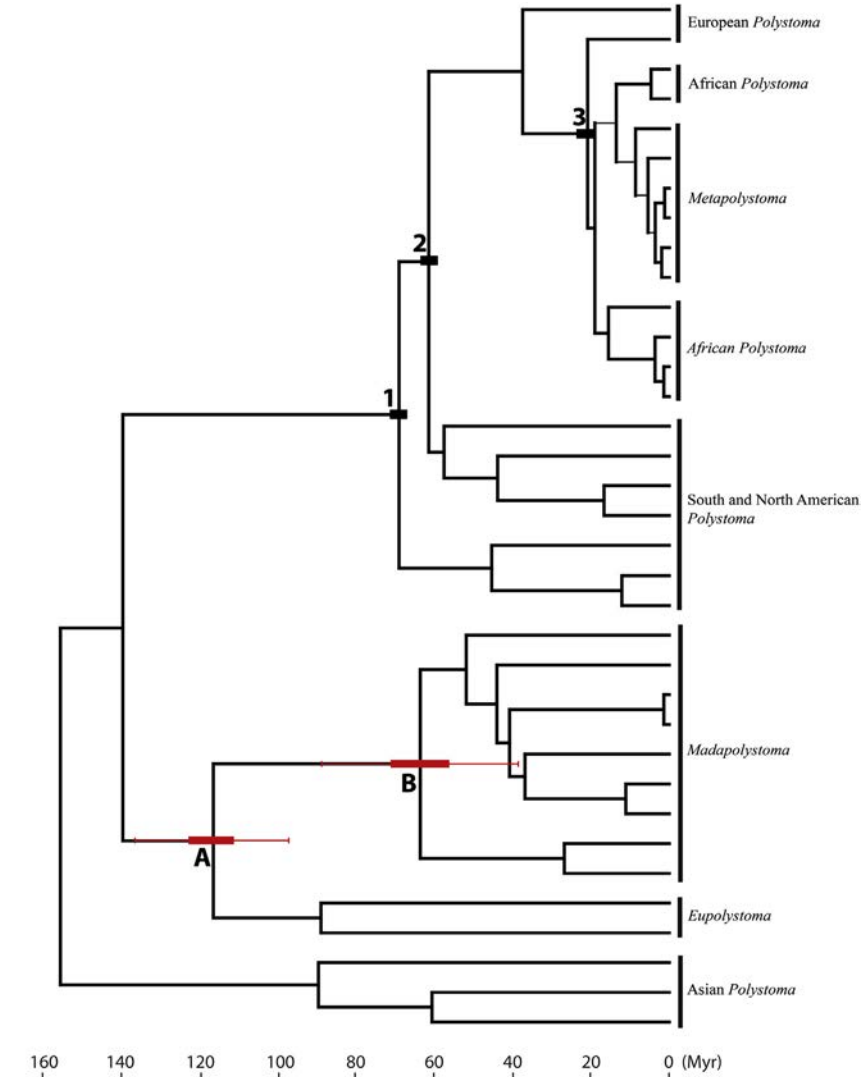 European Polystoma
African Polystoma
3
Metapolystoma
2
African Polystoma
1
South and North American
Polystoma
Madapolystoma
B
A
Eupolystoma
Asian Polystoma
160 140 120 100 80 60 40 20 0 (Myr)